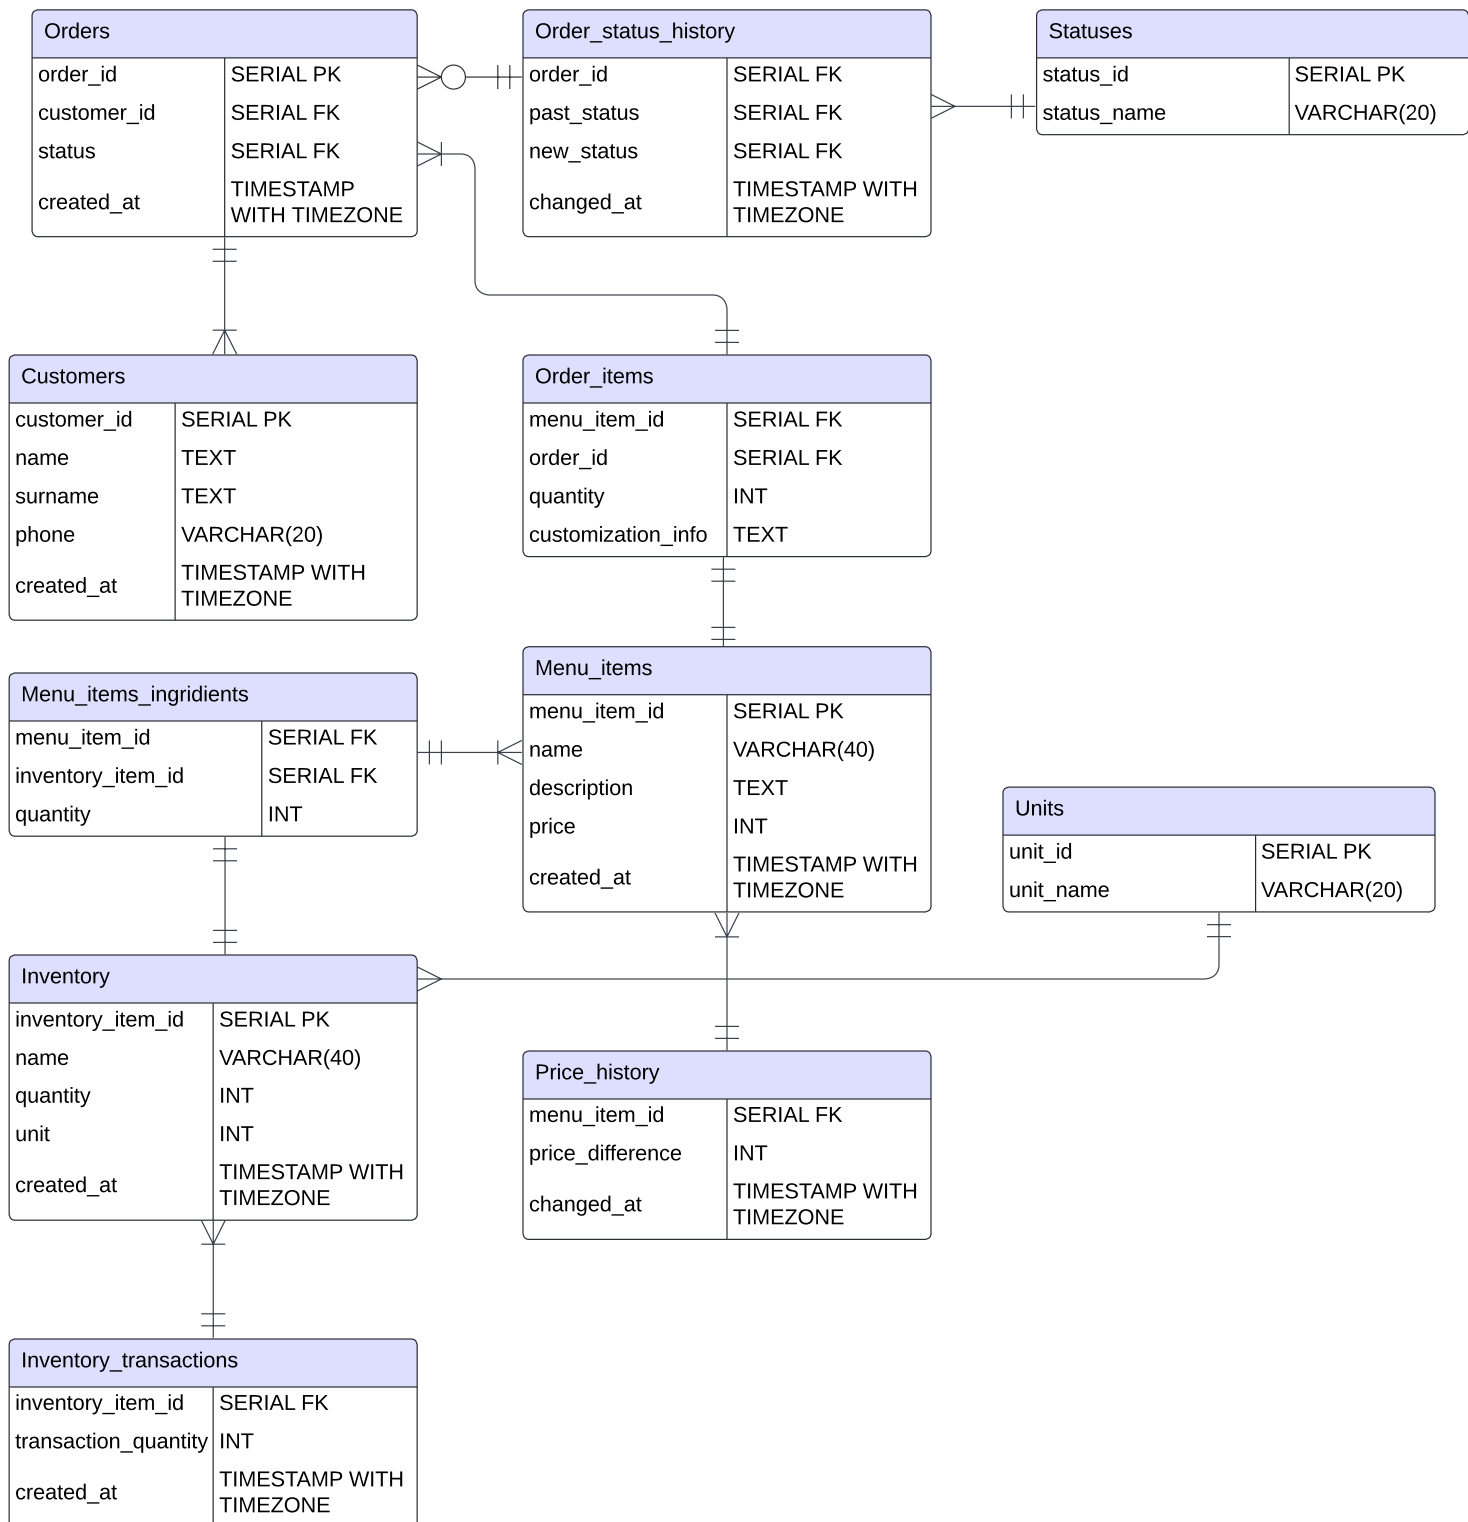 Orders
order_id SERIAL PK
customer_id SERIAL FK
status SERIAL FK
created_at TIMESTAMP
WITH TIMEZONE
Order_status_history
order_id SERIAL FK
past_status SERIAL FK
new_status SERIAL FK
changed_at TIMESTAMP WITH
TIMEZONE
Statuses
status_id SERIAL PK
status_name VARCHAR(20)
Customers
customer_id SERIAL PK
name TEXT
surname TEXT
phone VARCHAR(20)
created_at TIMESTAMP WITH
TIMEZONE
Order_items
menu_item_id SERIAL FK
order_id SERIAL FK
quantity INT
customization_info TEXT
Menu_items_ingridients
menu_item_id SERIAL FK
inventory_item_id SERIAL FK
quantity INT
Menu_items
menu_item_id SERIAL PK
name VARCHAR(40)
description TEXT
price INT
created_at TIMESTAMP WITH
TIMEZONE
Units
unit_id SERIAL PK
unit_name VARCHAR(20)
Inventory
inventory_item_id SERIAL PK
name VARCHAR(40)
quantity INT
unit INT
created_at TIMESTAMP WITH
TIMEZONE
Price_history
menu_item_id SERIAL FK
price_difference INT
changed_at TIMESTAMP WITH
TIMEZONE
Inventory_transactions
inventory_item_id SERIAL FK
transaction_quantity INT
created_at TIMESTAMP WITH
TIMEZONE